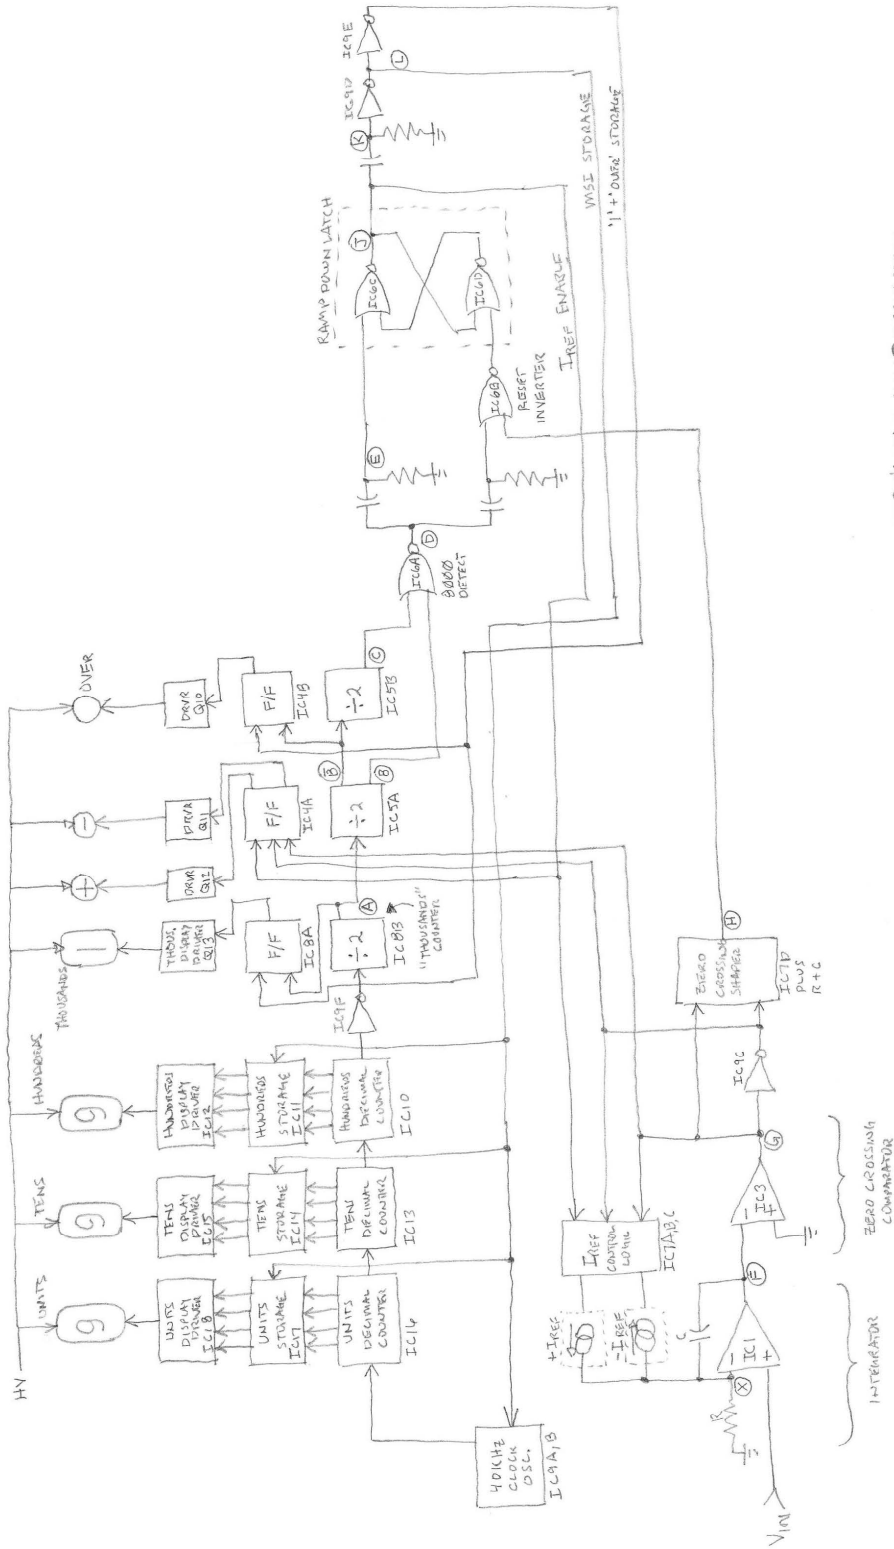 HV
UNITS
TENS
HUNDREDS
THOUSANDS
9
9
9
1
+
-
OVER
UNITS
DISPLAY
DRIVER
IC18
TENS
DISPLAY
DRIVER
IC15
HUNDREDS
DISPLAY
DRIVER
IC12
THOUS.
DISPLAY
DRIVER
Q13
DRVR
Q12
DRVR
Q11
DRVR
Q10
UNITS
STORAGE
IC17
TENS
STORAGE
IC14
HUNDREDS
STORAGE
IC11
F/F
IC8A
F/F
IC4A
F/F
IC4B
UNITS
DECIMAL
COUNTER
IC16
TENS
DECIMAL
COUNTER
IC13
HUNDREDS
DECIMAL
COUNTER
IC10
IC9F
÷2
IC8B
"THOUSANDS"
COUNTER
A
÷2
IC5A
B̅
B
÷2
IC5B
C
IC6A
8000
DETECT
D
E
RAMP DOWN LATCH
IC6C
IC6D
J
IC6B
RESET
INVERTER
K
IC9D
L
IC9E
IREF ENABLE
MSI STORAGE
'1' + 'OVER' STORAGE
40KHZ
CLOCK
OSC.
IC9A,B
+IREF
-IREF
IREF
CONTROL
LOGIC
IC7A,B,C
VIN
R
X
C
IC1
-
+
F
IC3
-
+
G
IC9C
ZERO
CROSSING
SHAPER
IC7D
PLUS
R+C
H
INTEGRATOR
ZERO CROSSING
COMPARATOR